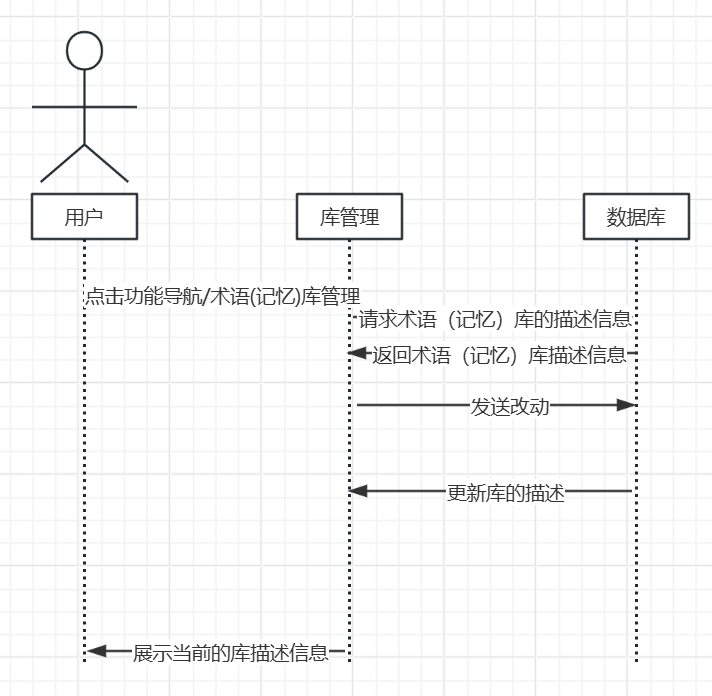 用户
库管理
数据库
点击功能导航/术语(记忆)库管理
请求术语（记忆）库的描述信息
返回术语（记忆）库描述信息
发送改动
更新库的描述
展示当前的库描述信息